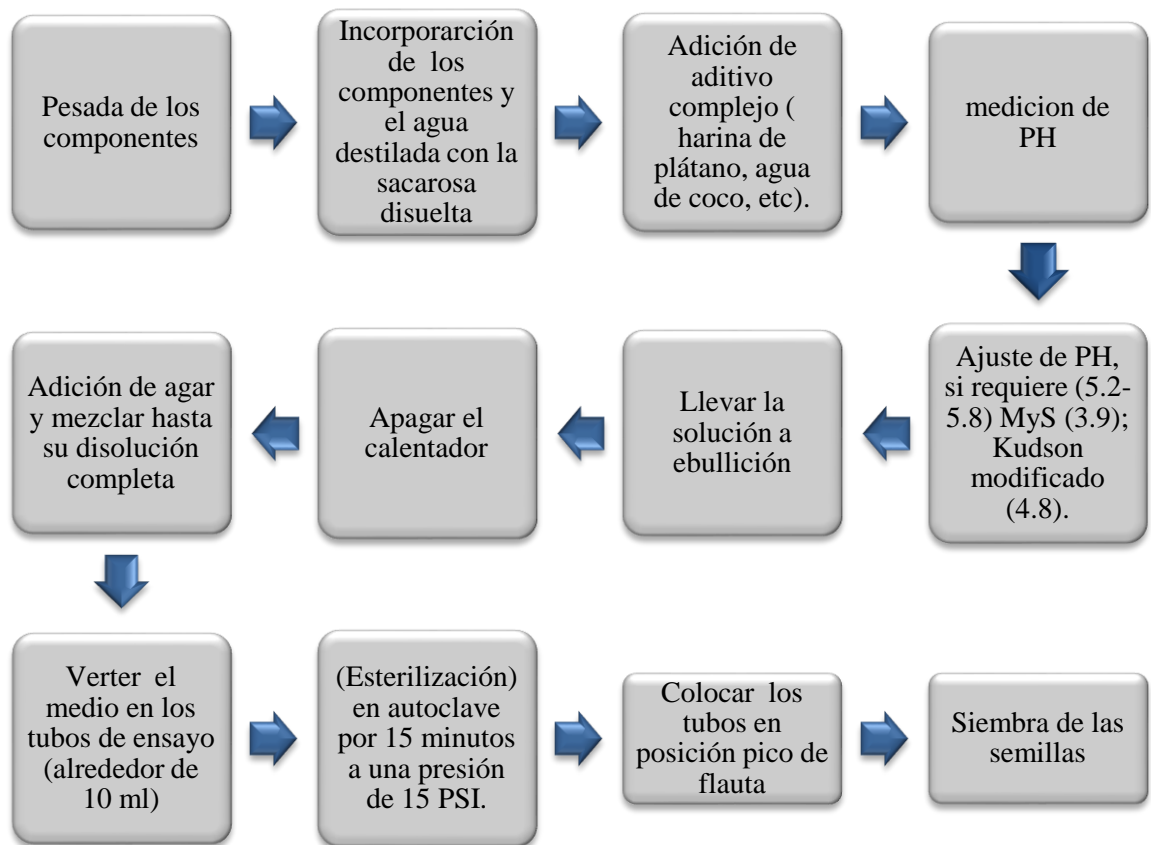 Pesada de los
componentes
Incorporarción
de los
componentes y
el agua
destilada con la
sacarosa
disuelta
Adición de
aditivo
complejo (
harina de
plátano, agua
de coco, etc).
medicion de
PH
Ajuste de PH,
si requiere (5.2-
5.8) MyS (3.9);
Kudson
modificado
(4.8).
Llevar la
solución a
ebullición
Apagar el
calentador
Adición de agar
y mezclar hasta
su disolución
completa
Verter el
medio en los
tubos de ensayo
(alrededor de
10 ml)
(Esterilización)
en autoclave
por 15 minutos
a una presión
de 15 PSI.
Colocar los
tubos en
posición pico de
flauta
Siembra de las
semillas